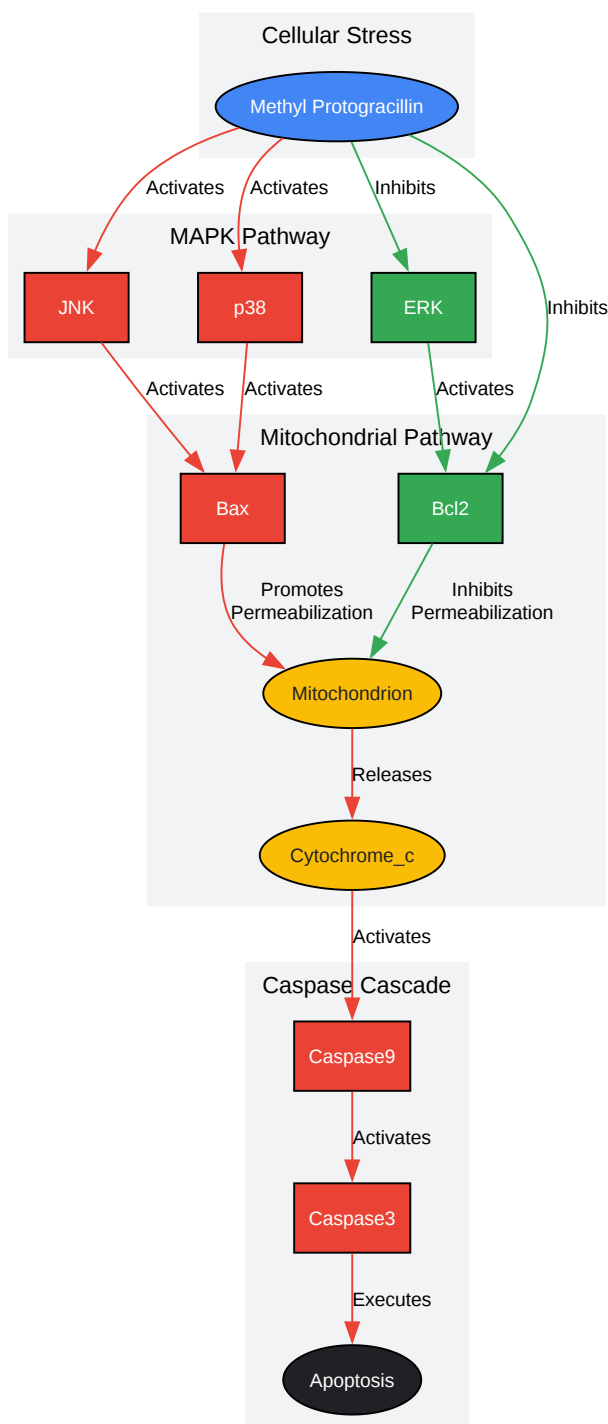 Cellular Stress
Methyl Protogracillin
Activates
Activates
Inhibits
Inhibits
MAPK Pathway
JNK
p38
ERK
Activates
Activates
Activates
Mitochondrial Pathway
Bax
Bcl2
Promotes
Permeabilization
Inhibits
Permeabilization
Mitochondrion
Releases
Cytochrome_c
Activates
Caspase Cascade
Caspase9
Activates
Caspase3
Executes
Apoptosis